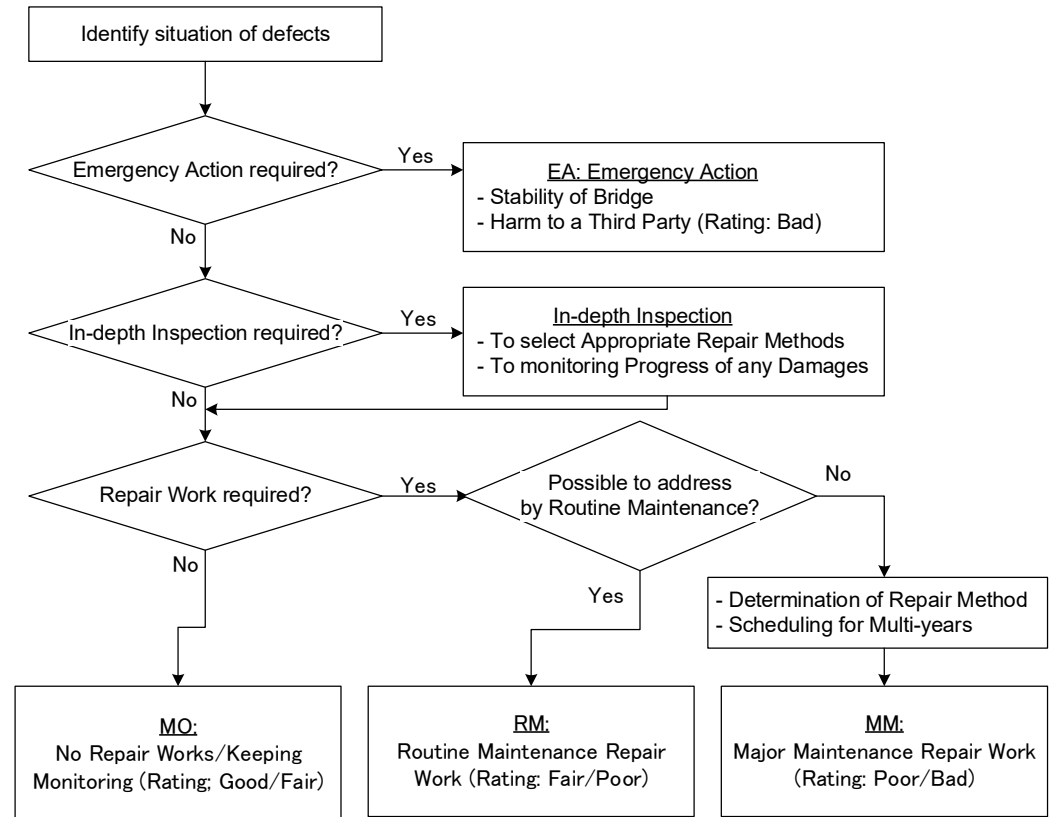 Identify situation of defects
Emergency Action required?
Yes
EA: Emergency Action
- Stability of Bridge
- Harm to a Third Party (Rating: Bad)
No
In-depth Inspection required?
Yes
In-depth Inspection
- To select Appropriate Repair Methods
- To monitoring Progress of any Damages
No
Repair Work required?
Yes
Possible to address
by Routine Maintenance?
No
No
Yes
- Determination of Repair Method
- Scheduling for Multi-years
MO:
No Repair Works/Keeping
Monitoring (Rating; Good/Fair)
RM:
Routine Maintenance Repair
Work (Rating: Fair/Poor)
MM:
Major Maintenance Repair Work
(Rating: Poor/Bad)